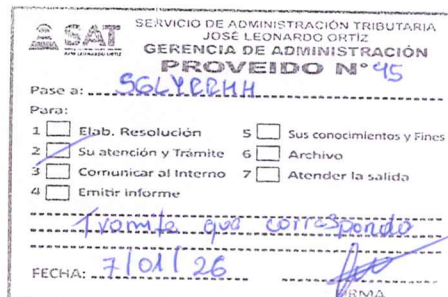 SAT
JOSE LEONARDO ORTIZ
SERVICIO DE ADMINISTRACIÓN TRIBUTARIA
JOSÉ LEONARDO ORTÍZ
GERENCIA DE ADMINISTRACIÓN
PROVEIDO N° 45
Pase a: SGLYRRHH
Para:
1 Elab. Resolución
2 Su atención y Trámite
3 Comunicar al Interno
4 Emitir informe
5 Sus conocimientos y Fines
6 Archivo
7 Atender la salida
Tramite que corresponda
FECHA: 7/01/26
FIRMA